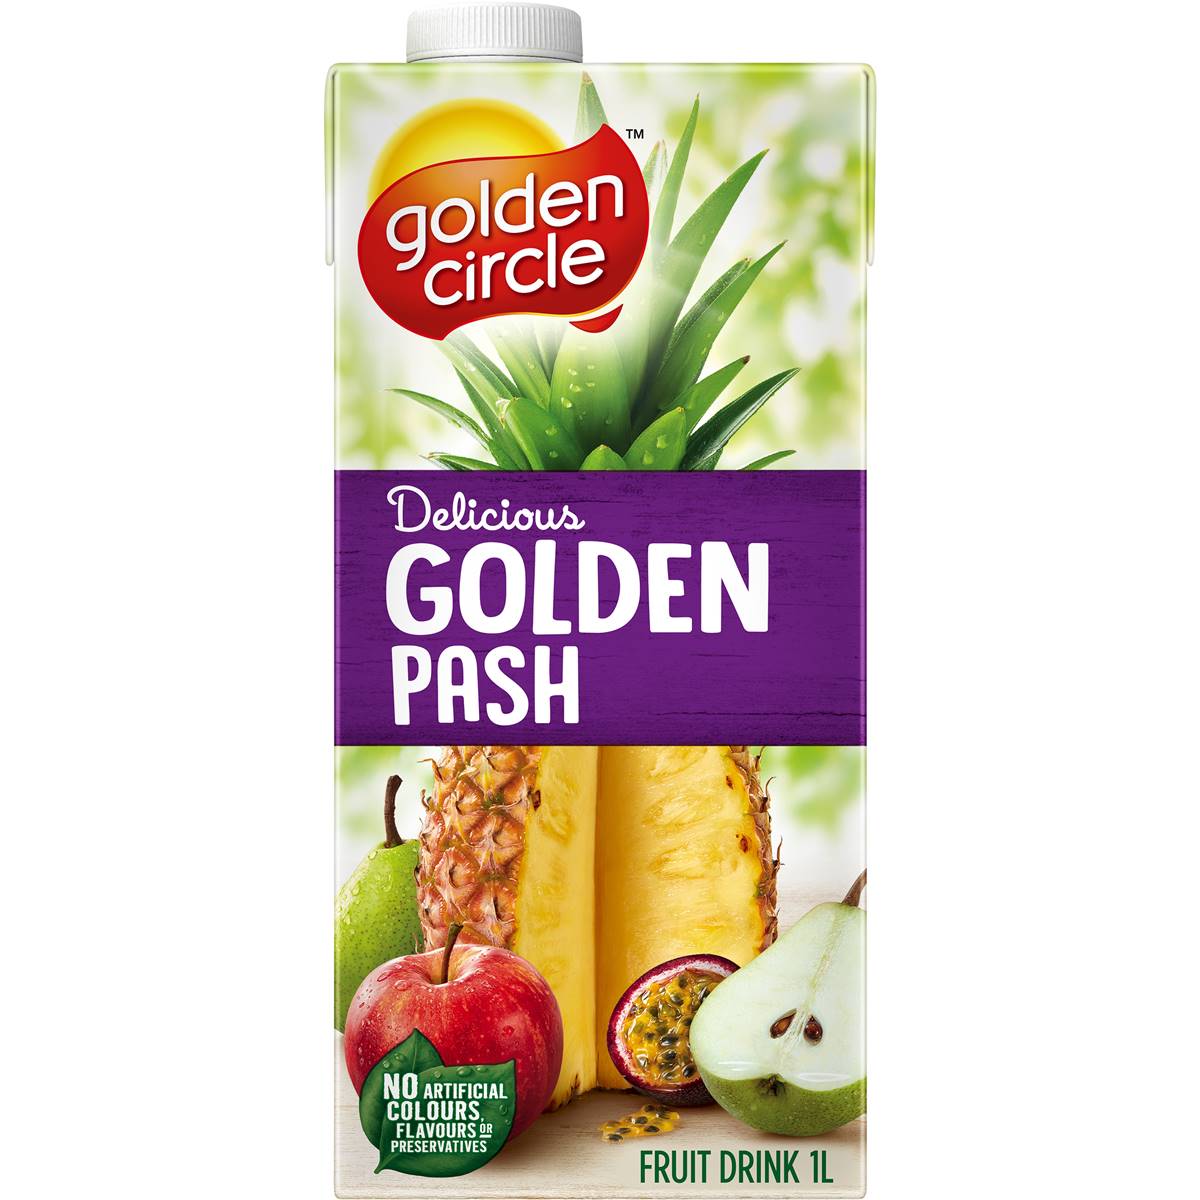 golden
circle
TM
Delicious
GOLDEN
PASH
NO ARTIFICIAL
COLOURS,
FLAVOURS OR
PRESERVATIVES
FRUIT DRINK 1L